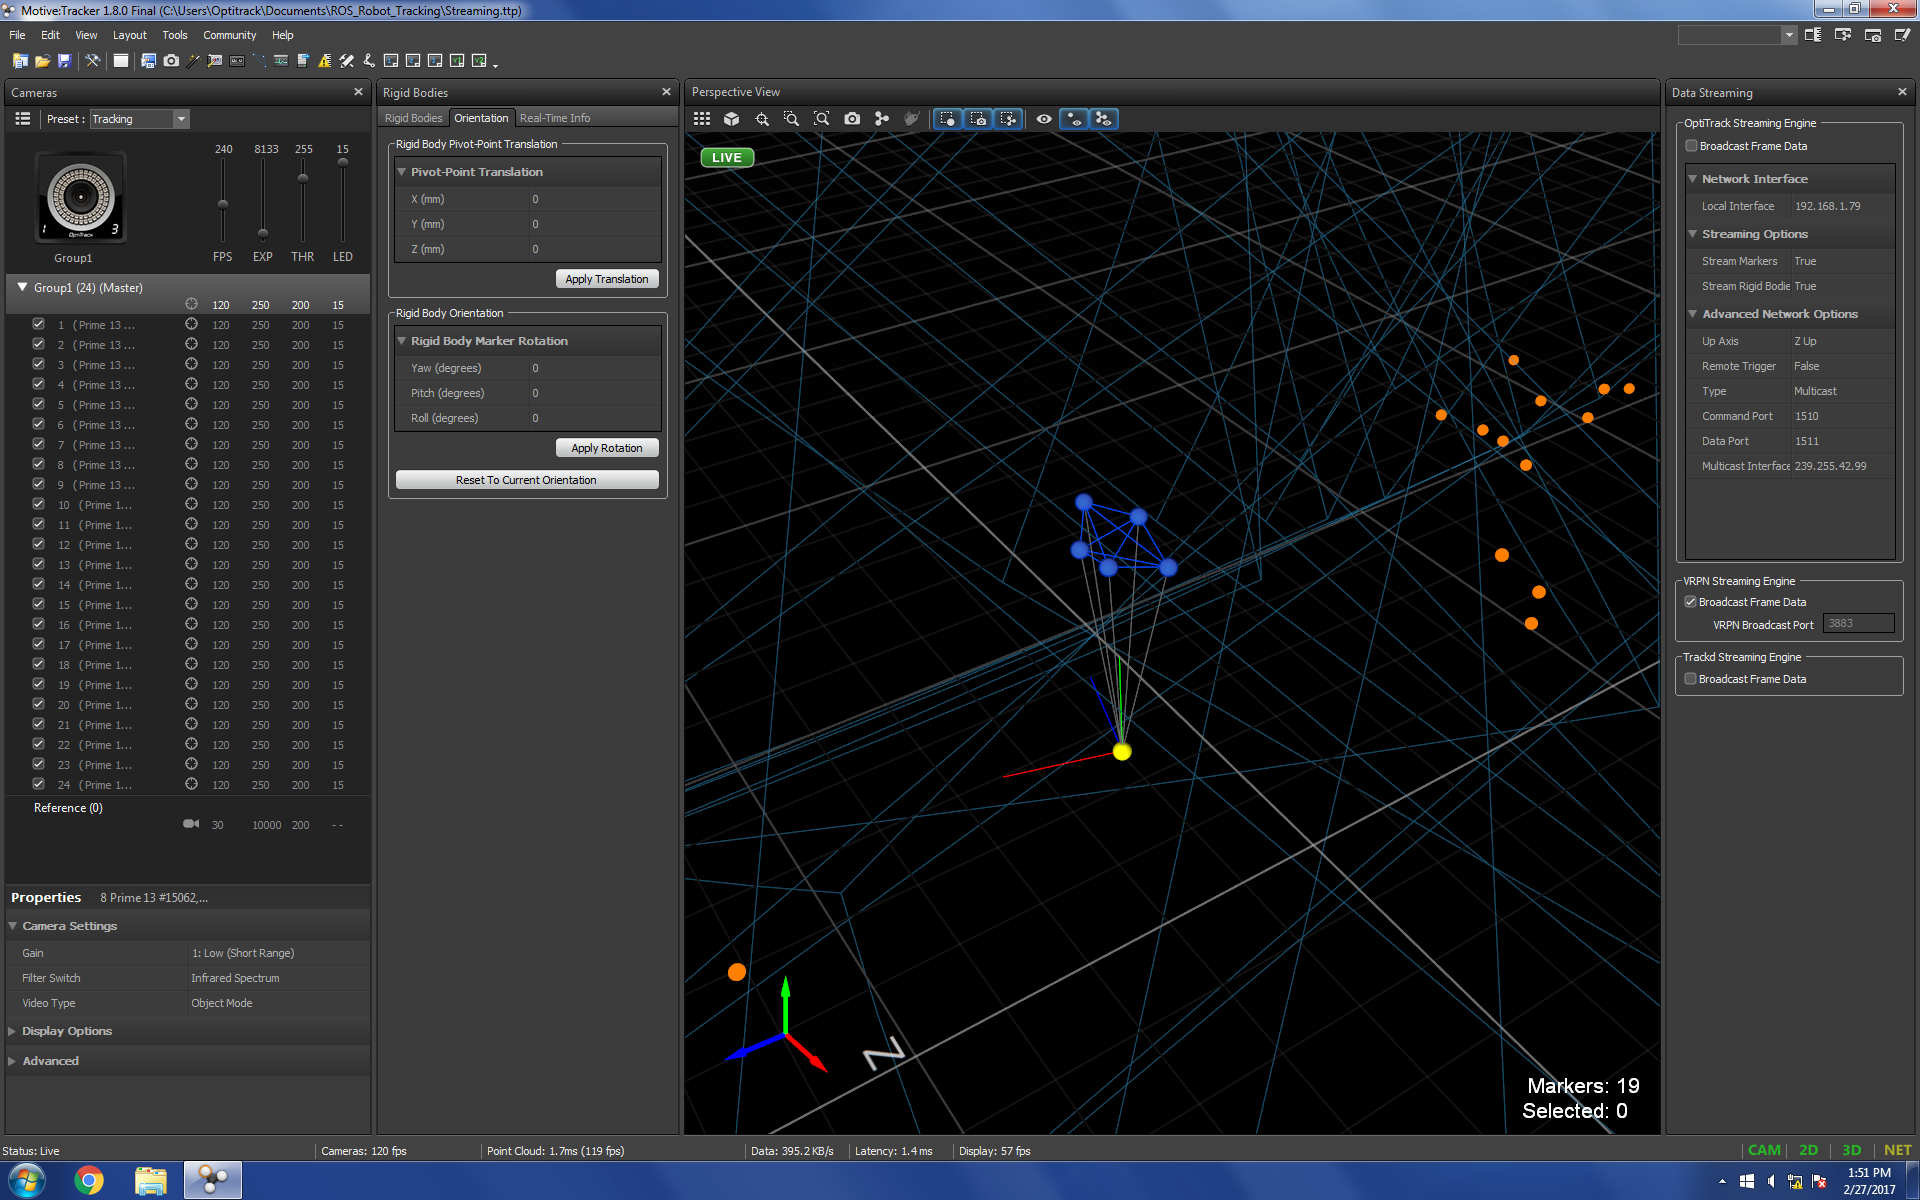 Motive:Tracker 1.8.0 Final (C:\Users\Optitrack\Documents\ROS_Robot_Tracking\Streaming.ttp)
File Edit View Layout Tools Community Help
Cameras
Preset : Tracking
240 8133 255 15
1 OptiTrack 3
Group1
FPS EXP THR LED
Group1 (24) (Master)
120 250 200 15
1 (Prime 13 ... 120 250 200 15
2 (Prime 13 ... 120 250 200 15
3 (Prime 13 ... 120 250 200 15
4 (Prime 13 ... 120 250 200 15
5 (Prime 13 ... 120 250 200 15
6 (Prime 13 ... 120 250 200 15
7 (Prime 13 ... 120 250 200 15
8 (Prime 13 ... 120 250 200 15
9 (Prime 13 ... 120 250 200 15
10 (Prime 1... 120 250 200 15
11 (Prime 1... 120 250 200 15
12 (Prime 1... 120 250 200 15
13 (Prime 1... 120 250 200 15
14 (Prime 1... 120 250 200 15
15 (Prime 1... 120 250 200 15
16 (Prime 1... 120 250 200 15
17 (Prime 1... 120 250 200 15
18 (Prime 1... 120 250 200 15
19 (Prime 1... 120 250 200 15
20 (Prime 1... 120 250 200 15
21 (Prime 1... 120 250 200 15
22 (Prime 1... 120 250 200 15
23 (Prime 1... 120 250 200 15
24 (Prime 1... 120 250 200 15
Reference (0)
30 10000 200 - -
Properties 8 Prime 13 #15062,...
Camera Settings
Gain 1: Low (Short Range)
Filter Switch Infrared Spectrum
Video Type Object Mode
Display Options
Advanced
Rigid Bodies
Rigid Bodies Orientation Real-Time Info
Rigid Body Pivot-Point Translation
Pivot-Point Translation
X (mm) 0
Y (mm) 0
Z (mm) 0
Apply Translation
Rigid Body Orientation
Rigid Body Marker Rotation
Yaw (degrees) 0
Pitch (degrees) 0
Roll (degrees) 0
Apply Rotation
Reset To Current Orientation
Perspective View
LIVE
Z
Markers: 19
Selected: 0
Data Streaming
OptiTrack Streaming Engine
Broadcast Frame Data
Network Interface
Local Interface 192.168.1.79
Streaming Options
Stream Markers True
Stream Rigid Bodie True
Advanced Network Options
Up Axis Z Up
Remote Trigger False
Type Multicast
Command Port 1510
Data Port 1511
Multicast Interface 239.255.42.99
VRPN Streaming Engine
Broadcast Frame Data
VRPN Broadcast Port 3883
Trackd Streaming Engine
Broadcast Frame Data
Status: Live Cameras: 120 fps Point Cloud: 1.7ms (119 fps) Data: 395.2 KB/s Latency: 1.4 ms Display: 57 fps CAM 2D 3D NET
1:51 PM
2/27/2017